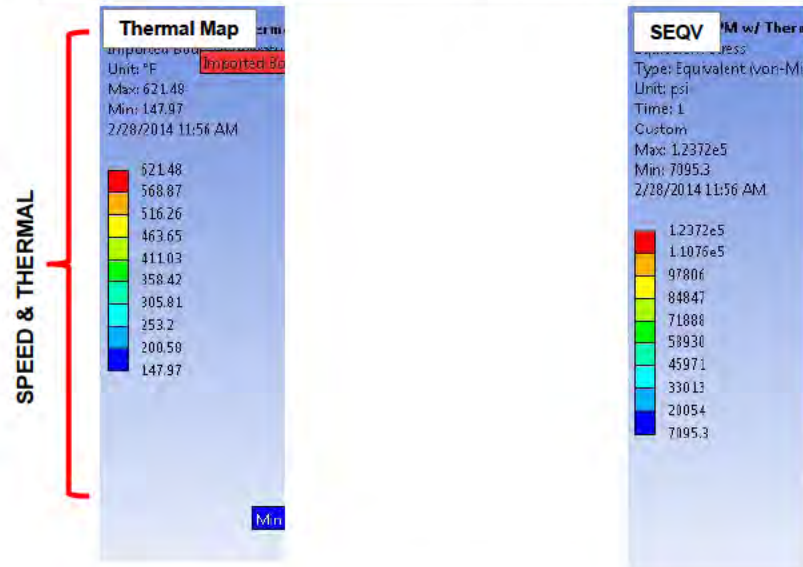 SPEED & THERMAL
Thermal Map
Imported Bo
Unit: °F
Max: 621.48
Min: 147.97
2/28/2014 11:56 AM
621.48
568.87
516.26
463.65
411.03
358.42
305.81
253.2
200.58
147.97
Min
SEQV
PM w/ Therm
Type: Equivalent (von-Mi
Unit: psi
Time: 1
Custom
Max: 1.2372e5
Min: 7095.3
2/28/2014 11:56 AM
1.2372e5
1.1076e5
97806
84847
71888
58930
45971
33013
20054
7095.3